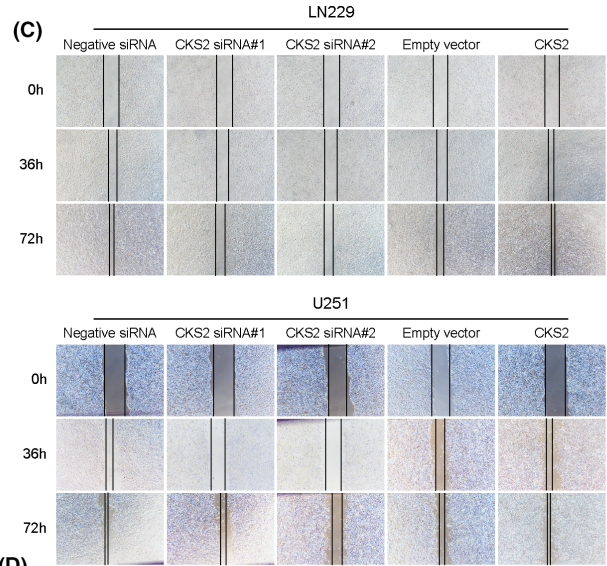 (C)
LN229
Negative siRNA CKS2 siRNA#1 CKS2 siRNA#2 Empty vector CKS2
0h
36h
72h
U251
Negative siRNA CKS2 siRNA#1 CKS2 siRNA#2 Empty vector CKS2
0h
36h
72h
(D)